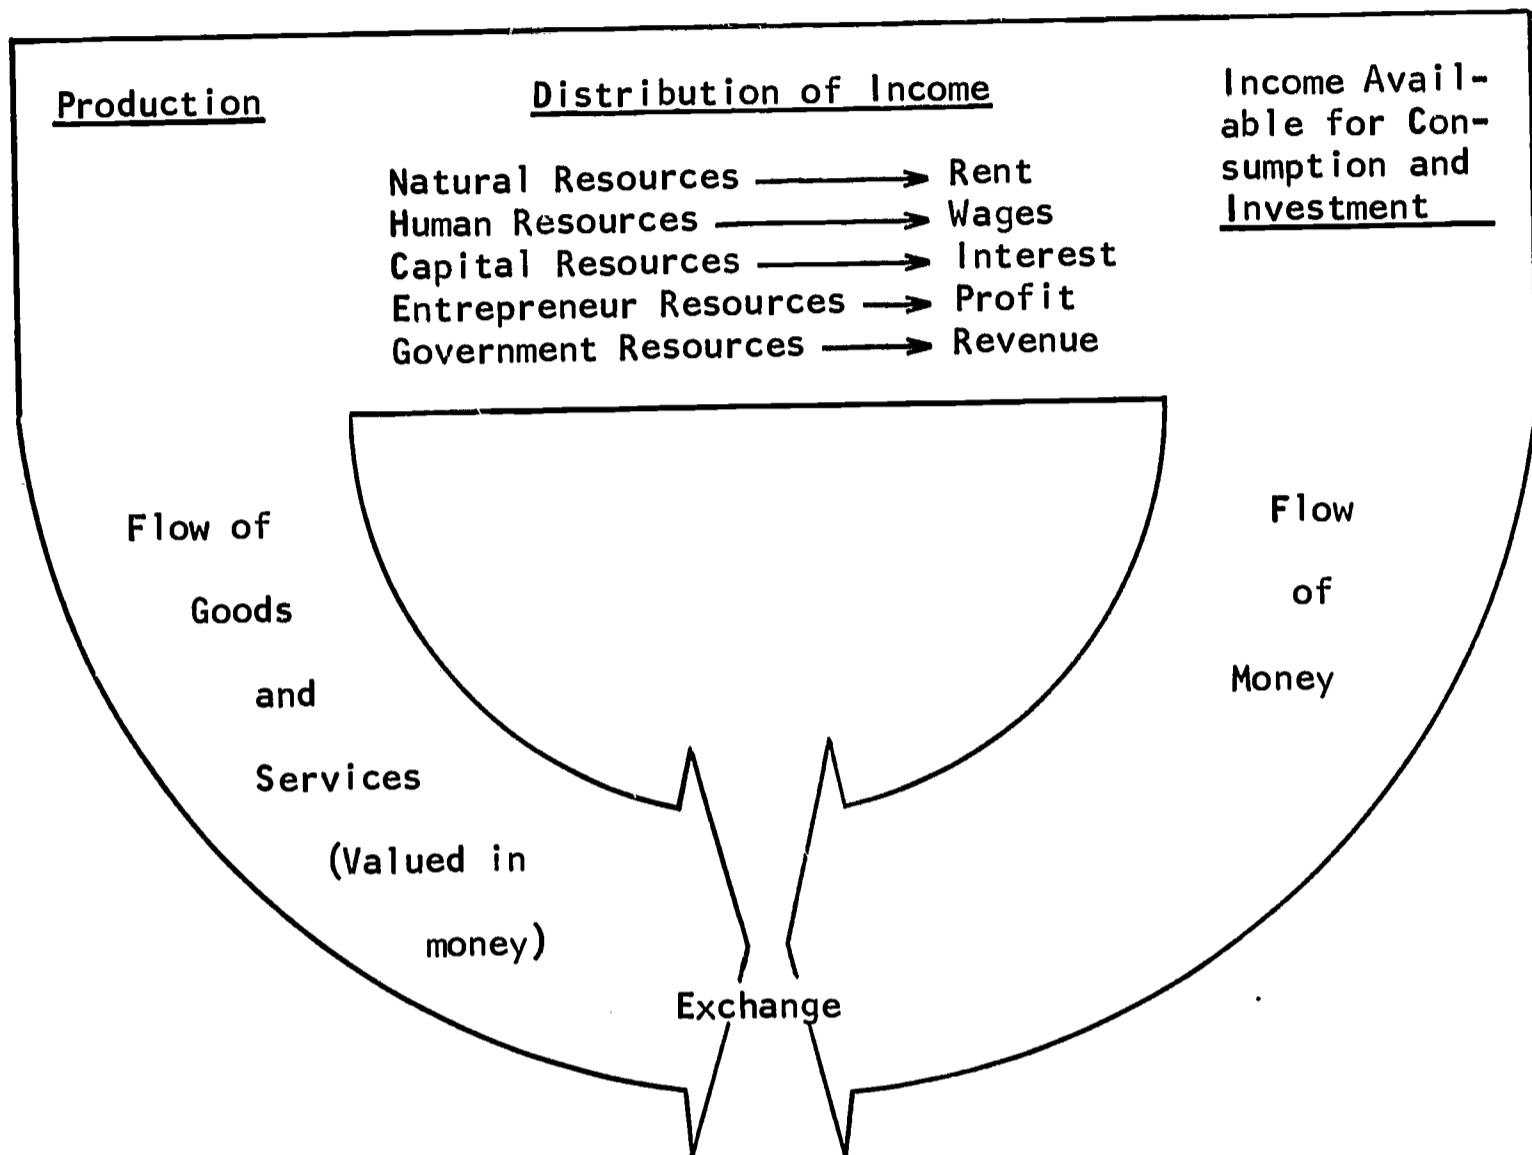 Production
Distribution of Income
Income Avail-
able for Con-
sumption and
Investment
Natural Resources → Rent
Human Resources → Wages
Capital Resources → Interest
Entrepreneur Resources → Profit
Government Resources → Revenue
Flow of
Goods
and
Services
(Valued in
money)
Flow
of
Money
Exchange